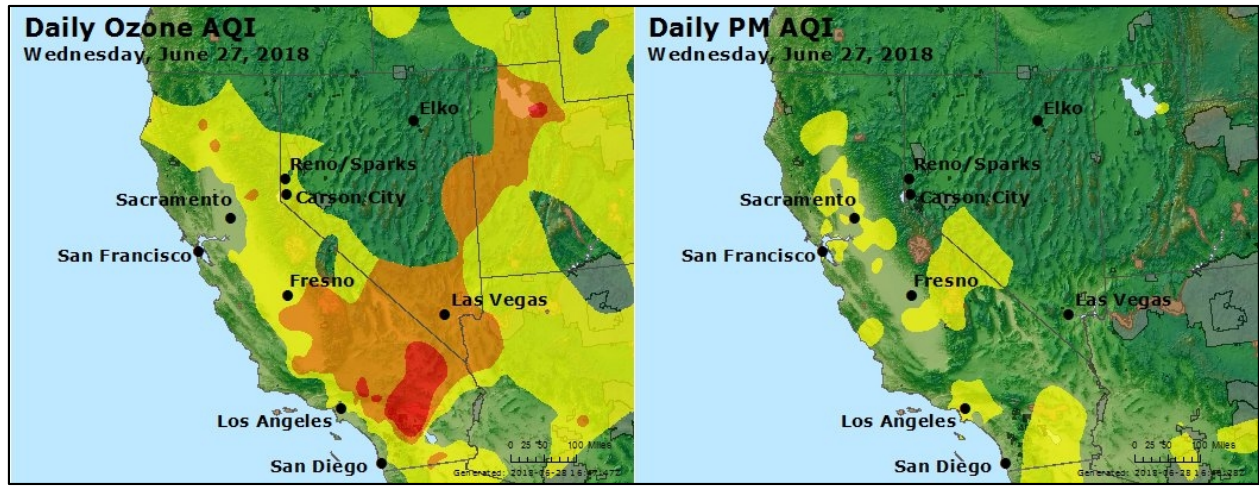 Daily Ozone AQI
Wednesday, June 27, 2018
Elko
Reno/Sparks
Carson City
Sacramento
San Francisco
Fresno
Las Vegas
Los Angeles
San Diego
0 25 50 100 Miles
Daily PM AQI
Wednesday, June 27, 2018
Elko
Reno/Sparks
Carson City
Sacramento
San Francisco
Fresno
Las Vegas
Los Angeles
San Diego
0 25 50 100 Miles